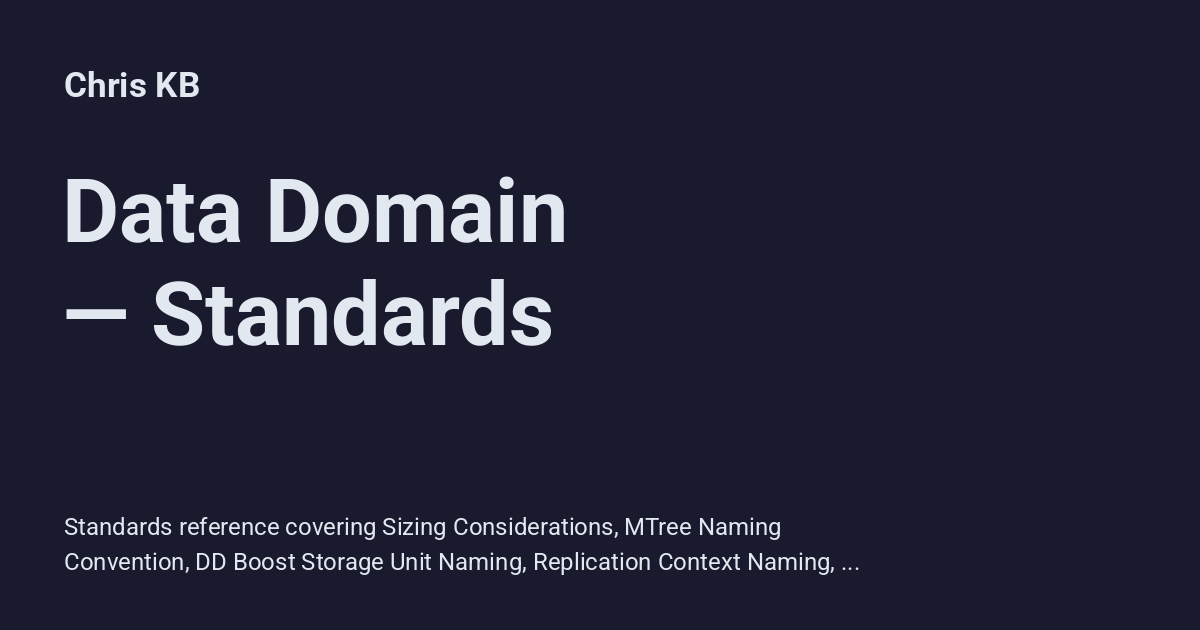 Chris KB
Data Domain
— Standards
Standards reference covering Sizing Considerations, MTree Naming
Convention, DD Boost Storage Unit Naming, Replication Context Naming, ...